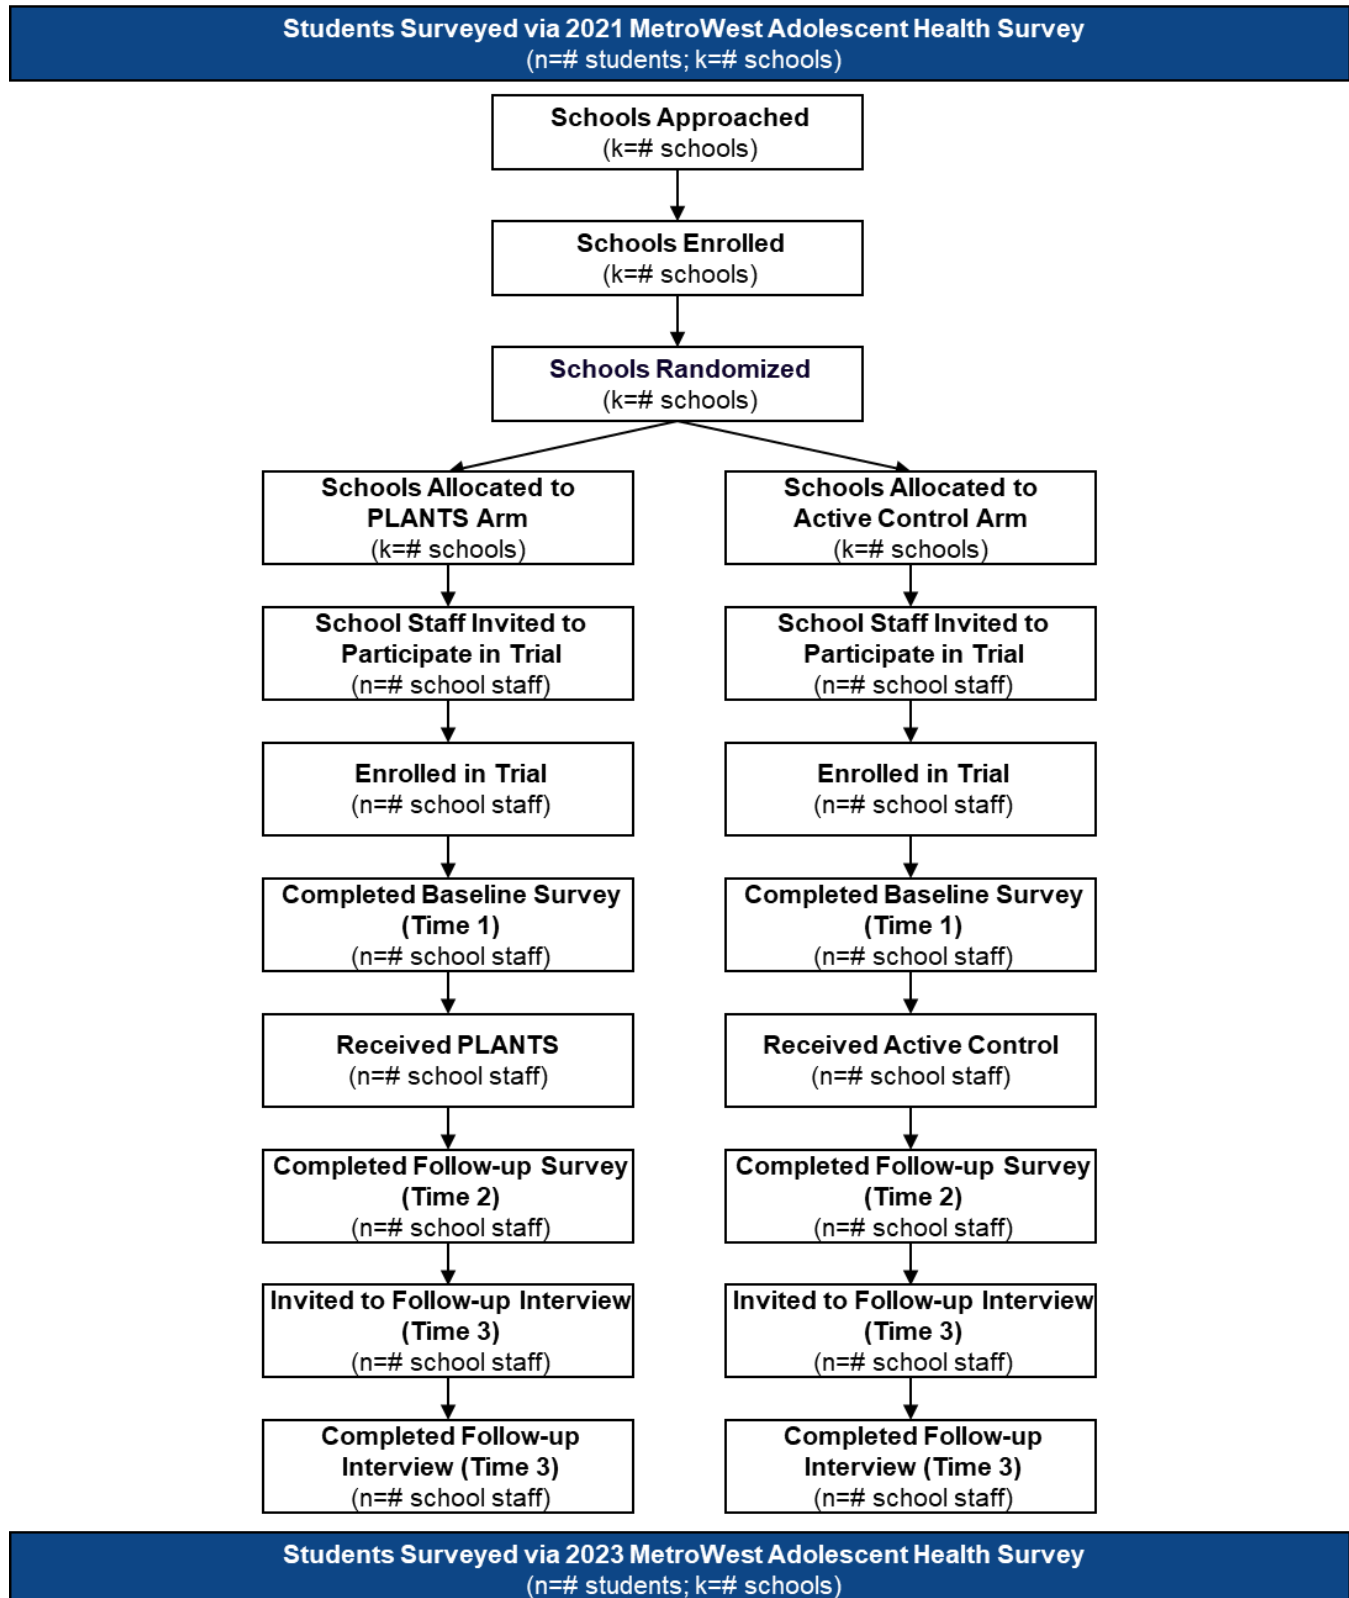 Students Surveyed via 2021 MetroWest Adolescent Health Survey
(n=# students; k=# schools)
Schools Approached
(k=# schools)
Schools Enrolled
(k=# schools)
Schools Randomized
(k=# schools)
Schools Allocated to
PLANTS Arm
(k=# schools)
School Staff Invited to
Participate in Trial
(n=# school staff)
Enrolled in Trial
(n=# school staff)
Completed Baseline Survey
(Time 1)
(n=# school staff)
Received PLANTS
(n=# school staff)
Completed Follow-up Survey
(Time 2)
(n=# school staff)
Invited to Follow-up Interview
(Time 3)
(n=# school staff)
Completed Follow-up
Interview (Time 3)
(n=# school staff)
Schools Allocated to
Active Control Arm
(k=# schools)
School Staff Invited to
Participate in Trial
(n=# school staff)
Enrolled in Trial
(n=# school staff)
Completed Baseline Survey
(Time 1)
(n=# school staff)
Received Active Control
(n=# school staff)
Completed Follow-up Survey
(Time 2)
(n=# school staff)
Invited to Follow-up Interview
(Time 3)
(n=# school staff)
Completed Follow-up
Interview (Time 3)
(n=# school staff)
Students Surveyed via 2023 MetroWest Adolescent Health Survey
(n=# students; k=# schools)